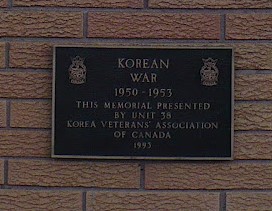 KOREAN
WAR
1950-1953
THIS MEMORIAL PRESENTED
BY UNIT 38
KOREA VETERANS' ASSOCIATION
OF CANADA
1993